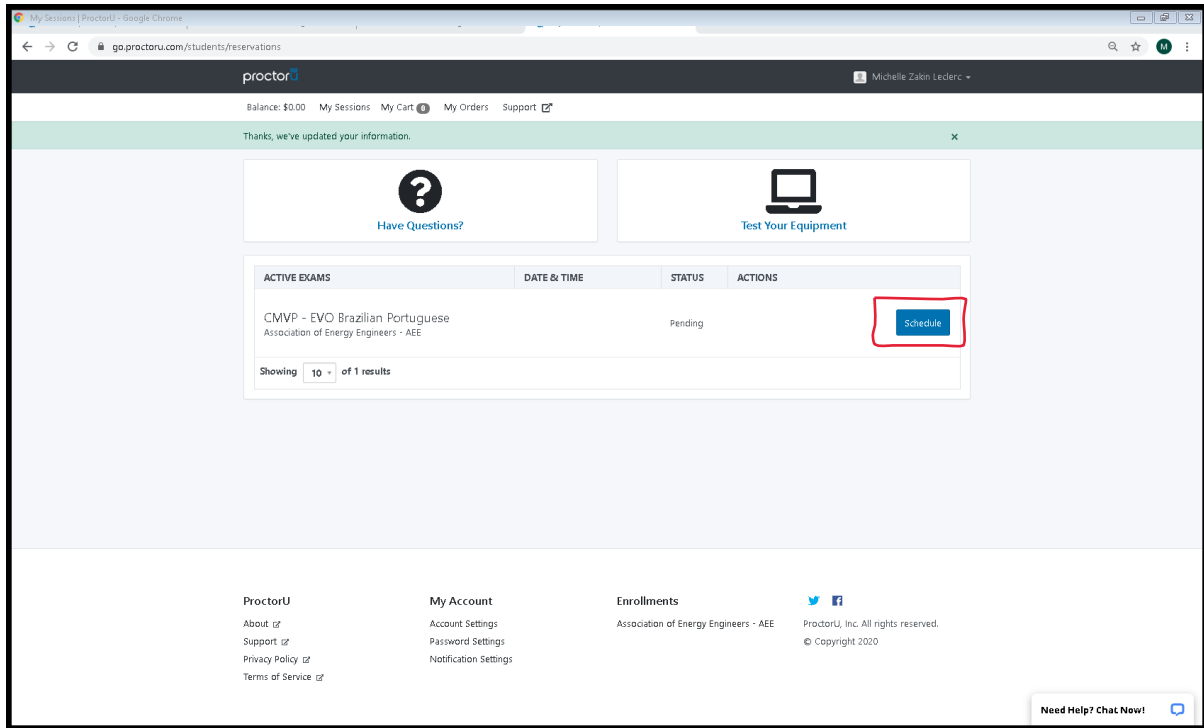 My Sessions | ProctorU - Google Chrome
go.proctoru.com/students/reservations
M
proctorU
Michelle Zakin Leclerc
Balance: $0.00 My Sessions My Cart 0 My Orders Support
Thanks, we've updated your information. ×
?
Have Questions? Test Your Equipment
ACTIVE EXAMS DATE & TIME STATUS ACTIONS
CMVP - EVO Brazilian Portuguese
Association of Energy Engineers - AEE
Pending
Schedule
Showing 10 of 1 results
ProctorU My Account Enrollments
About Account Settings Association of Energy Engineers - AEE ProctorU, Inc. All rights reserved.
Support Password Settings © Copyright 2020
Privacy Policy Notification Settings
Terms of Service
Need Help? Chat Now!